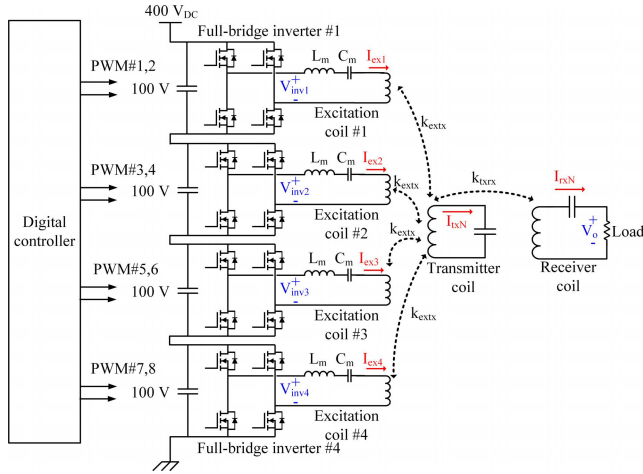 400 V_DC
Full-bridge inverter #1
PWM#1,2
100 V
L_m
C_m
I_ex1
V_inv1
+
-
Excitation
coil #1
k_extx
PWM#3,4
100 V
L_m
C_m
I_ex2
V_inv2
+
-
Excitation
coil #2
k_extx
Digital
controller
k_txrx
I_txN
Transmitter
coil
I_rxN
V_o
+
-
Load
Receiver
coil
PWM#5,6
100 V
L_m
C_m
I_ex3
V_inv3
+
-
Excitation
coil #3
k_extx
PWM#7,8
100 V
L_m
C_m
I_ex4
V_inv4
+
-
Excitation
coil #4
k_extx
Full-bridge inverter #4